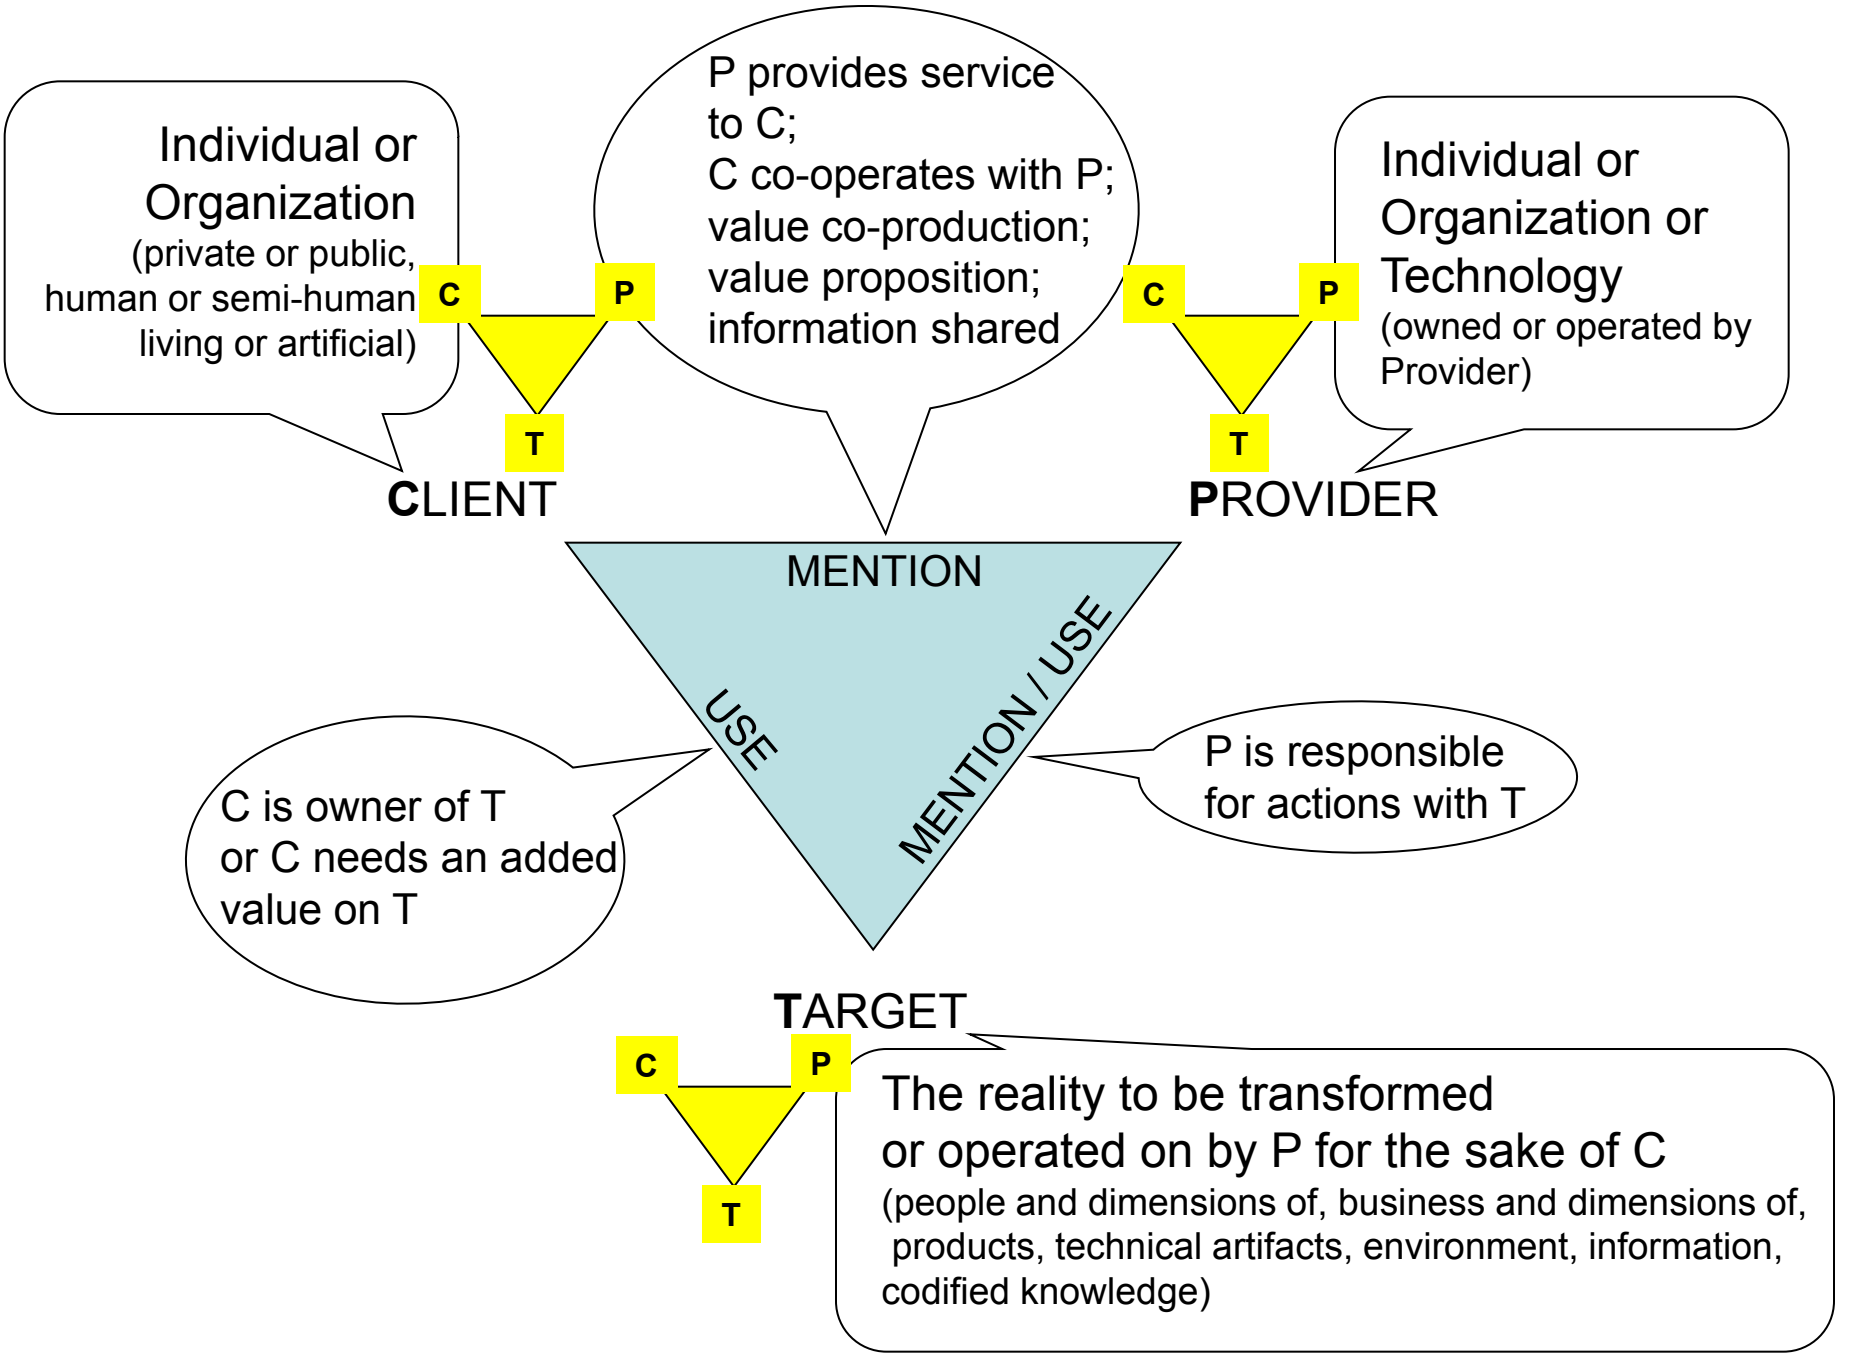 P provides service
to C;
C co-operates with P;
value co-production;
value proposition;
information shared
Individual or
Organization
(private or public,
human or semi-human
living or artificial)
Individual or
Organization or
Technology
(owned or operated by
Provider)
C
P
T
C
P
T
CLIENT
PROVIDER
MENTION
USE
MENTION / USE
C is owner of T
or C needs an added
value on T
P is responsible
for actions with T
TARGET
C
P
T
The reality to be transformed
or operated on by P for the sake of C
(people and dimensions of, business and dimensions of,
products, technical artifacts, environment, information,
codified knowledge)